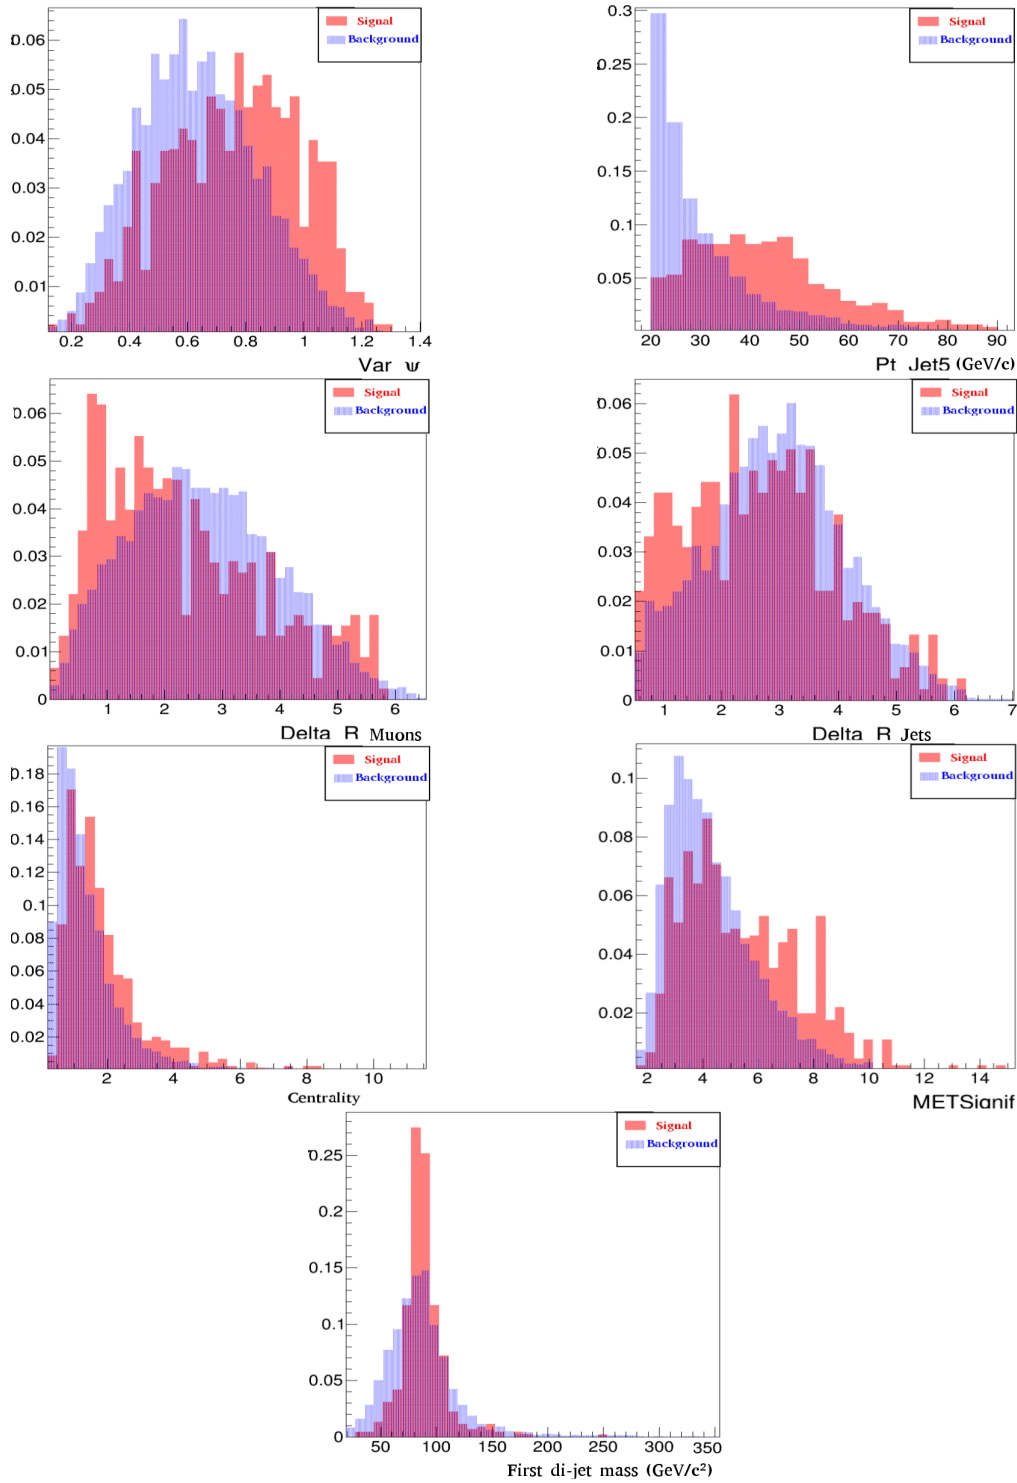 0.06
0.05
0.04
0.03
0.02
0.01
Signal
Background
0.2 0.4 0.6 0.8 1 1.2 1.4
Var ψ
0.3
0.25
0.2
0.15
0.1
0.05
Signal
Background
20 30 40 50 60 70 80 90
Pt Jet5 (GeV/c)
0.06
0.05
0.04
0.03
0.02
0.01
0
Signal
Background
1 2 3 4 5 6
Delta R Muons
0.06
0.05
0.04
0.03
0.02
0.01
0
Signal
Background
1 2 3 4 5 6 7
Delta R Jets
0.18
0.16
0.14
0.12
0.1
0.08
0.06
0.04
0.02
Signal
Background
2 4 6 8 10
Centrality
0.1
0.08
0.06
0.04
0.02
Signal
Background
2 4 6 8 10 12 14
METSignif
0.25
0.2
0.15
0.1
0.05
0
Signal
Background
50 100 150 200 250 300 350
First di-jet mass (GeV/c²)